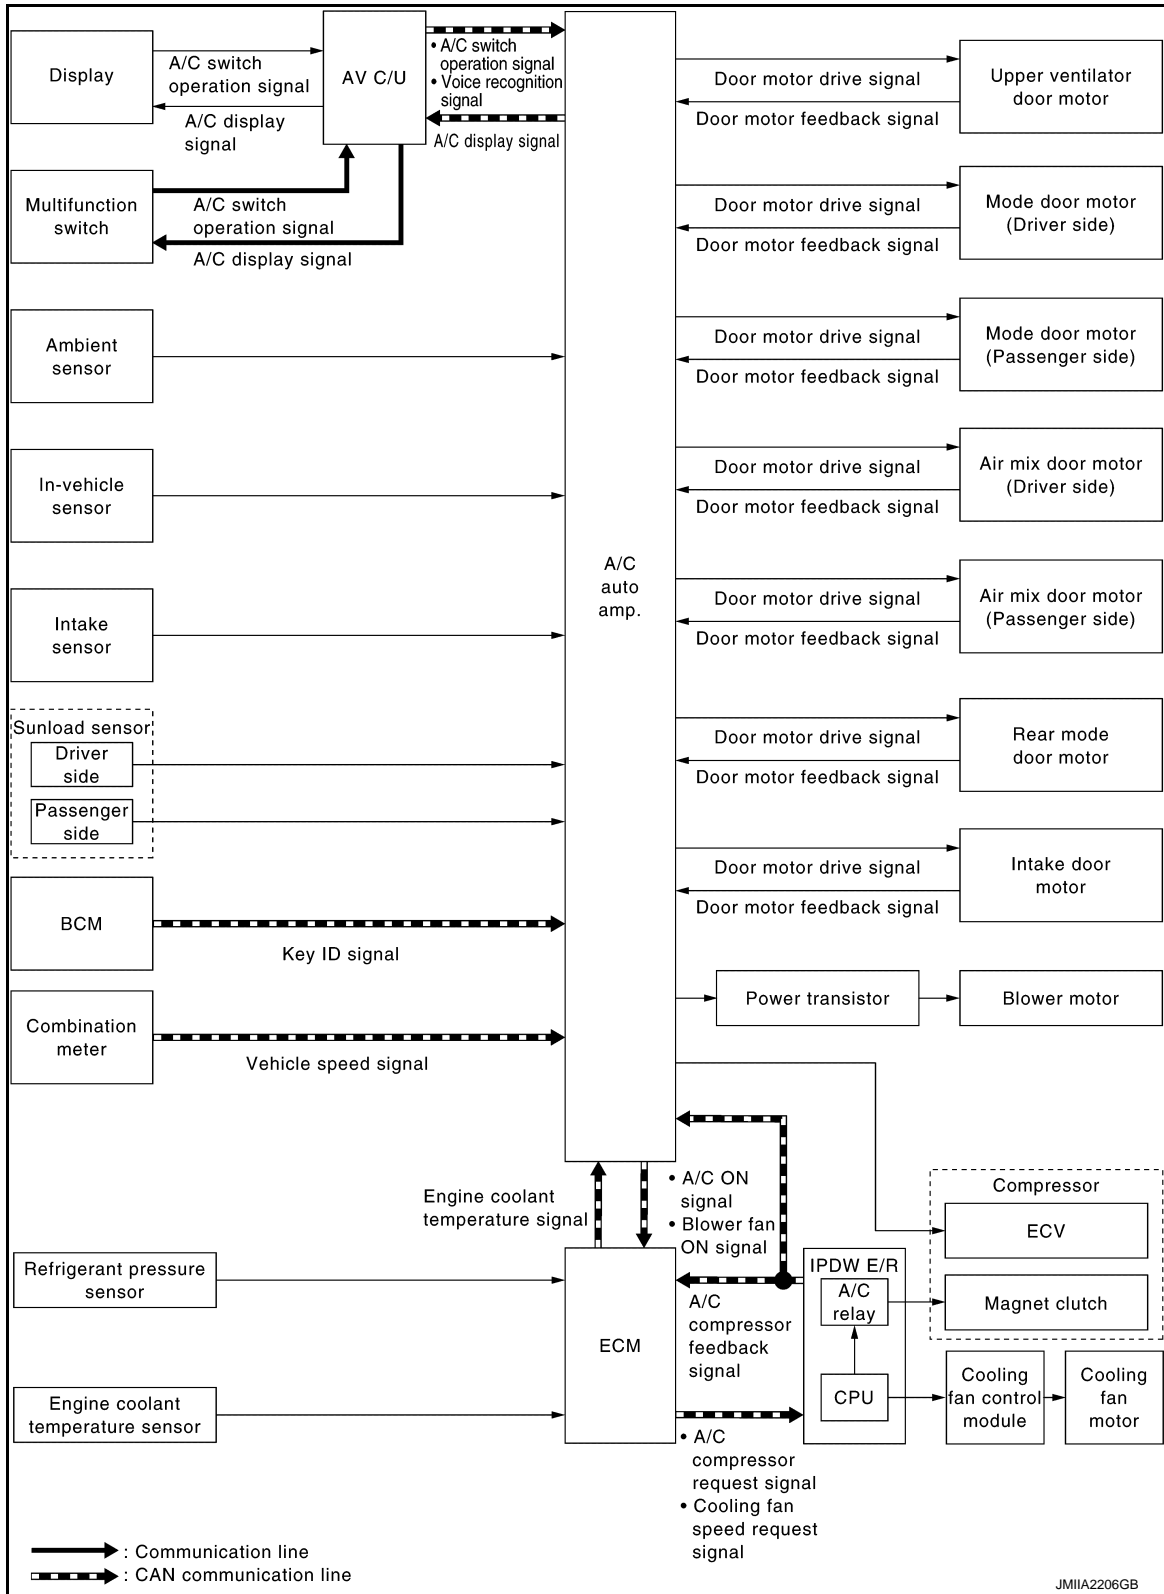 Display
A/C switch
operation signal
A/C display
signal
AV C/U
• A/C switch
operation signal
• Voice recognition
signal
A/C display signal
Multifunction
switch
A/C switch
operation signal
A/C display signal
Ambient
sensor
In-vehicle
sensor
Intake
sensor
Sunload sensor
Driver
side
Passenger
side
BCM
Key ID signal
Combination
meter
Vehicle speed signal
A/C
auto
amp.
Door motor drive signal
Door motor feedback signal
Upper ventilator
door motor
Door motor drive signal
Door motor feedback signal
Mode door motor
(Driver side)
Door motor drive signal
Door motor feedback signal
Mode door motor
(Passenger side)
Door motor drive signal
Door motor feedback signal
Air mix door motor
(Driver side)
Door motor drive signal
Door motor feedback signal
Air mix door motor
(Passenger side)
Door motor drive signal
Door motor feedback signal
Rear mode
door motor
Door motor drive signal
Door motor feedback signal
Intake door
motor
Power transistor
Blower motor
Engine coolant
temperature signal
• A/C ON
signal
• Blower fan
ON signal
Compressor
ECV
Magnet clutch
Refrigerant pressure
sensor
Engine coolant
temperature sensor
ECM
A/C
compressor
feedback
signal
IPDW E/R
A/C
relay
CPU
Cooling
fan control
module
Cooling
fan
motor
• A/C
compressor
request signal
• Cooling fan
speed request
signal
: Communication line
: CAN communication line
JMIIA2206GB